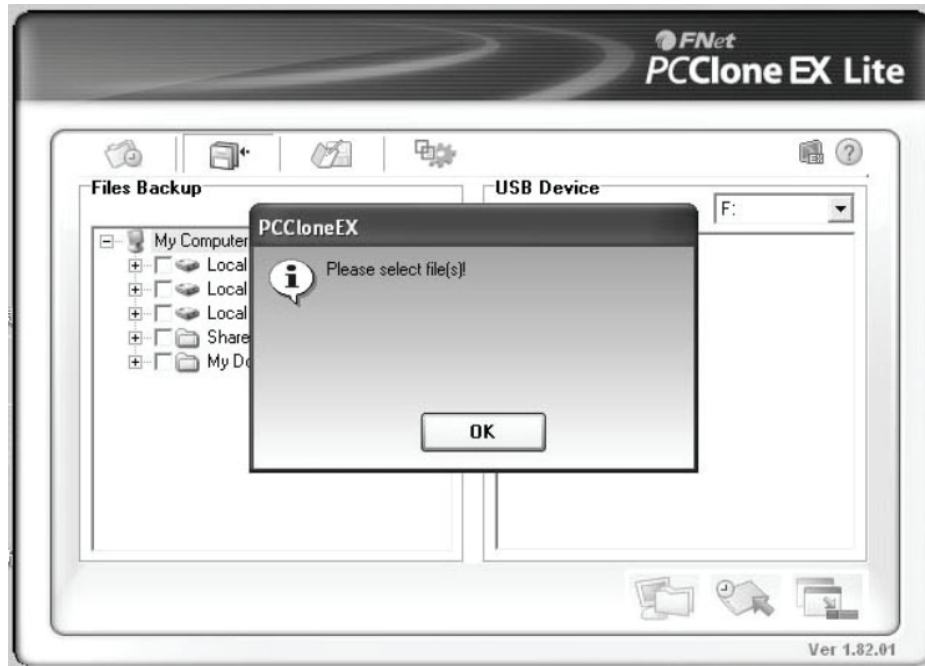 FNet
PCClone EX Lite
EX
?
Files Backup
USB Device
F:
My Computer
Local
Local
Local
Share
My Do
PCCloneEX
i
Please select file(s)!
OK
Ver 1.82.01